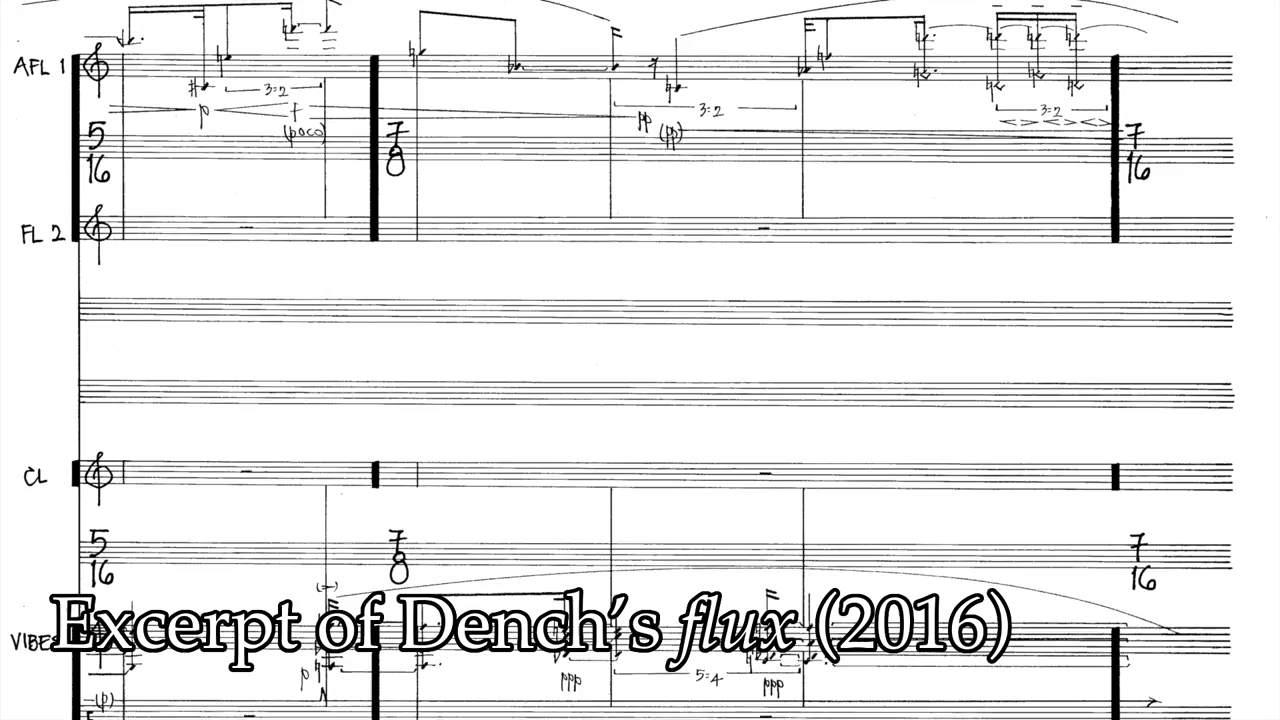 AFL 1
3=2
p
f
(poco)
pp
(pp)
3=2
3=2
5
16
7
8
7
16
FL 2
CL
5
16
7
8
7
16
Excerpt of Dench's flux (2016)
VIBES
p
ppp
5=4
ppp
(p)